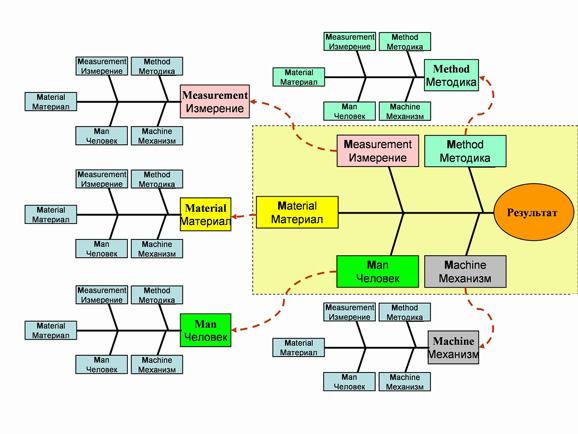 Measurement
Измерение
Method
Методика
Material
Материал
Man
Человек
Machine
Механизм
Measurement
Измерение
Measurement
Измерение
Method
Методика
Material
Материал
Man
Человек
Machine
Механизм
Method
Методика
Measurement
Измерение
Method
Методика
Material
Материал
Man
Человек
Machine
Механизм
Результат
Measurement
Измерение
Method
Методика
Material
Материал
Man
Человек
Machine
Механизм
Material
Материал
Measurement
Измерение
Method
Методика
Material
Материал
Man
Человек
Machine
Механизм
Man
Человек
Measurement
Измерение
Method
Методика
Material
Материал
Man
Человек
Machine
Механизм
Machine
Механизм